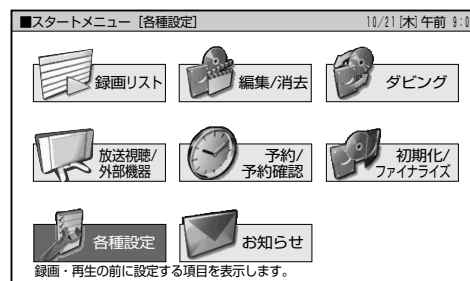 ■スタートメニュー [各種設定]
10/21[木]午前 9:0
録画リスト
編集/消去
ダビング
放送視聴/
外部機器
予約/
予約確認
初期化/
ファイナライズ
各種設定
お知らせ
録画・再生の前に設定する項目を表示します。